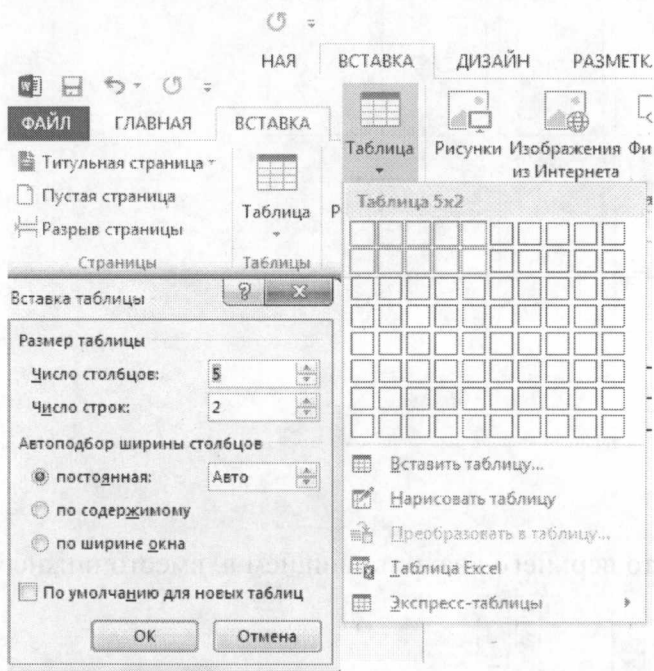 ФАЙЛ ГЛАВНАЯ ВСТАВКА
Титульная страница
Пустая страница
Разрыв страницы
Страницы
Таблица
Таблицы
Вставка таблицы
Размер таблицы
Число столбцов: 5
Число строк: 2
Автоподбор ширины столбцов
постоянная: Авто
по содержимому
по ширине окна
По умолчанию для новых таблиц
ОК Отмена
НАЯ ВСТАВКА ДИЗАЙН РАЗМЕТК
Таблица Рисунки Изображения Фи
из Интернета
Таблица 5x2
Вставить таблицу...
Нарисовать таблицу
Преобразовать в таблицу...
Таблица Excel
Экспресс-таблицы